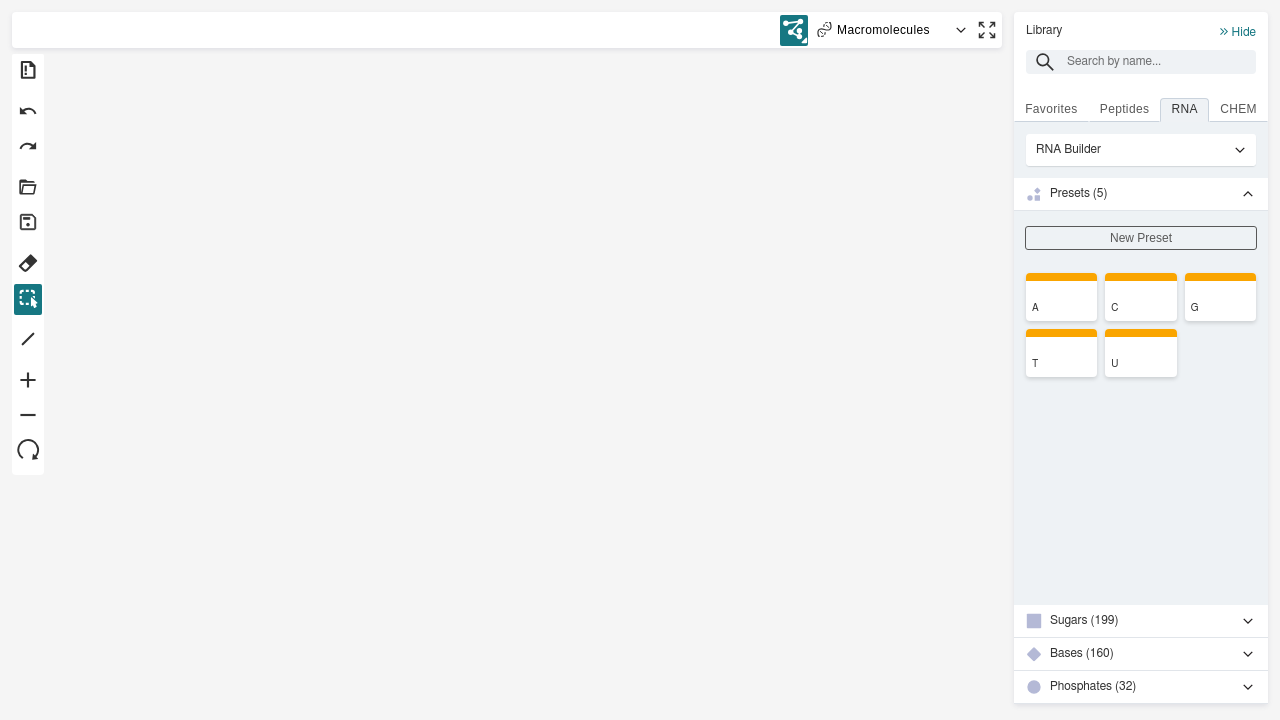 Macromolecules
Library
Hide
Search by name...
Favorites
Peptides
RNA
CHEM
RNA Builder
Presets (5)
New Preset
A
C
G
T
U
Sugars (199)
Bases (160)
Phosphates (32)